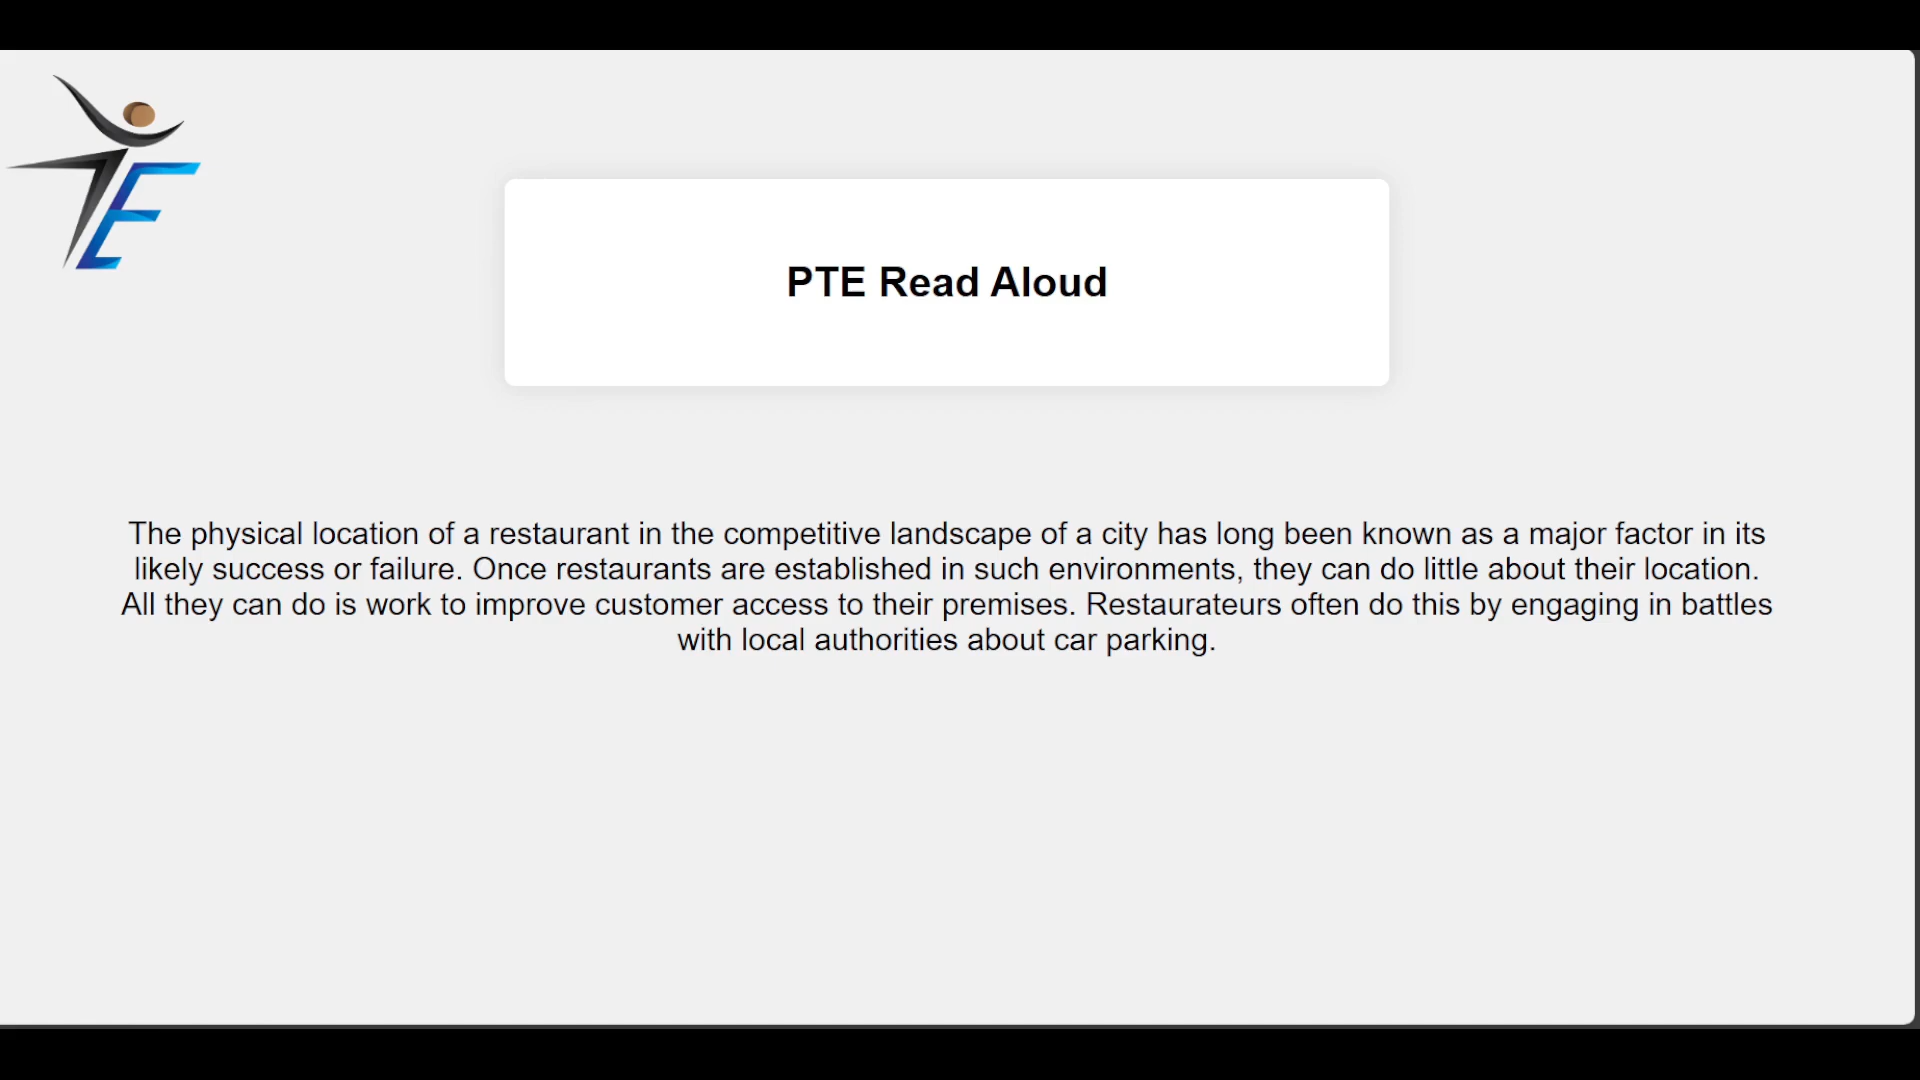 PTE Read Aloud
The physical location of a restaurant in the competitive landscape of a city has long been known as a major factor in its
likely success or failure. Once restaurants are established in such environments, they can do little about their location.
All they can do is work to improve customer access to their premises. Restaurateurs often do this by engaging in battles
with local authorities about car parking.